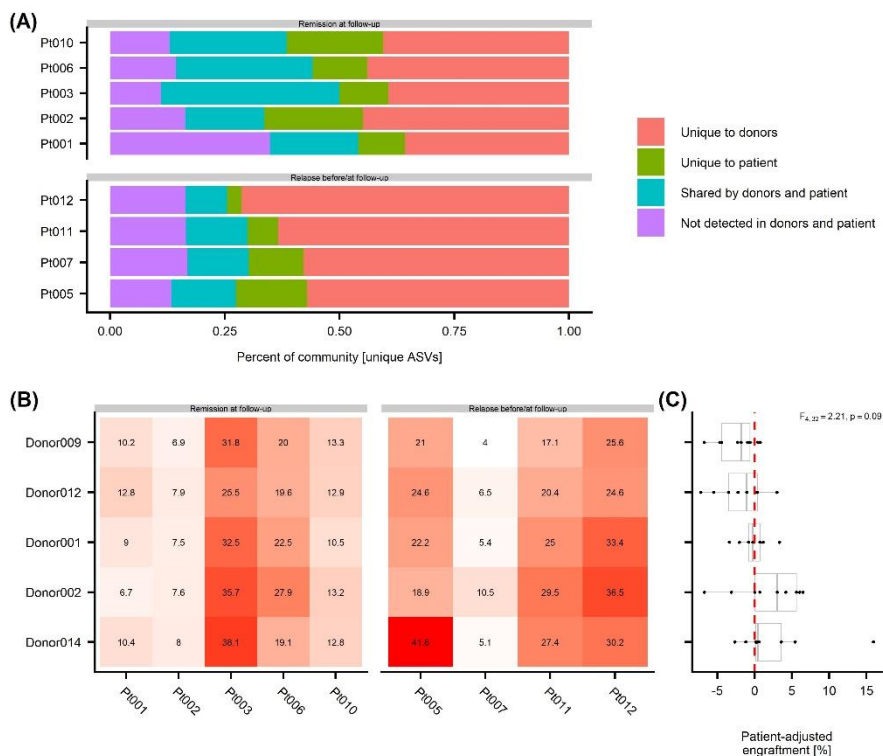 (A)
Remission at follow-up
Pt010
Pt006
Pt003
Pt002
Pt001
Relapse before/at follow-up
Pt012
Pt011
Pt007
Pt005
0.00 0.25 0.50 0.75 1.00
Percent of community [unique ASVs]
Unique to donors
Unique to patient
Shared by donors and patient
Not detected in donors and patient
(B)
Remission at follow-up Relapse before/at follow-up
Donor009 10.2 6.9 31.8 20 13.3 21 4 17.1 25.6
Donor012 12.8 7.9 25.5 19.6 12.9 24.6 6.5 20.4 24.6
Donor001 9 7.5 32.5 22.5 10.5 22.2 5.4 25 33.4
Donor002 6.7 7.6 35.7 27.9 13.2 18.9 10.5 29.5 36.5
Donor014 10.4 8 38.1 19.1 12.8 41.6 5.1 27.4 30.2
Pt001 Pt002 Pt003 Pt006 Pt010 Pt005 Pt007 Pt011 Pt012
(C)
F4, 32 = 2.21, p = 0.09
-5 0 5 10 15
Patient-adjusted
engraftment [%]